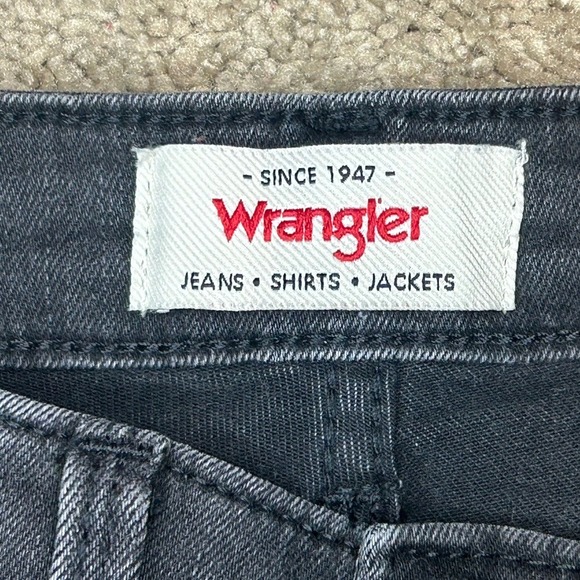 - SINCE 1947 -
Wrangler
JEANS • SHIRTS • JACKETS